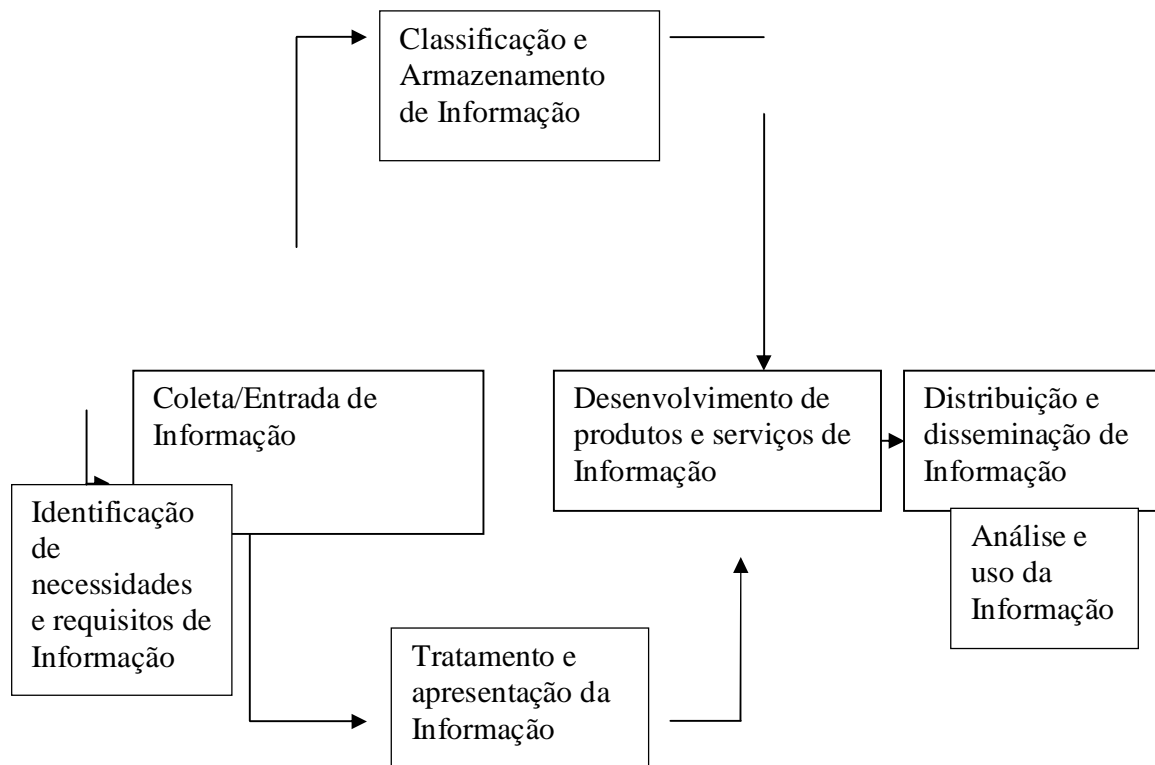 Classificação e
Armazenamento
de Informação
Coleta/Entrada de
Informação
Desenvolvimento de
produtos e serviços de
Informação
Distribuição e
disseminação de
Informação
Identificação
de
necessidades
e requisitos de
Informação
Análise e
uso da
Informação
Tratamento e
apresentação da
Informação